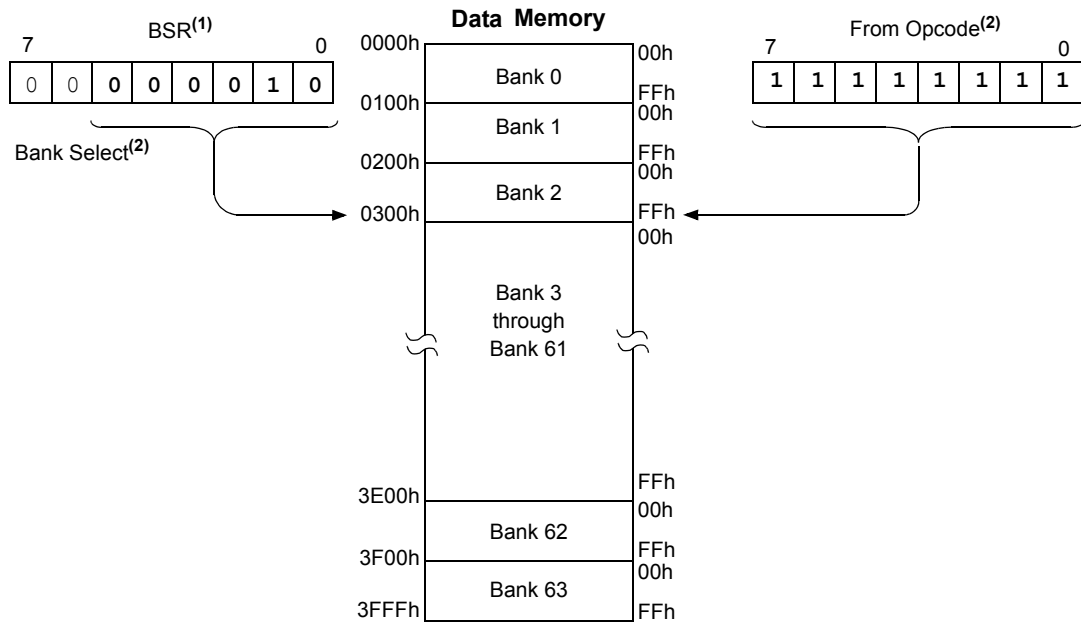 Data Memory
BSR(1)
7 0
0 0 0 0 0 0 1 0
Bank Select(2)
From Opcode(2)
7 0
1 1 1 1 1 1 1 1
0000h
00h
Bank 0
FFh
0100h
00h
Bank 1
FFh
0200h
00h
Bank 2
FFh
0300h
00h
Bank 3
through
Bank 61
FFh
3E00h
00h
Bank 62
FFh
3F00h
00h
Bank 63
3FFFh
FFh